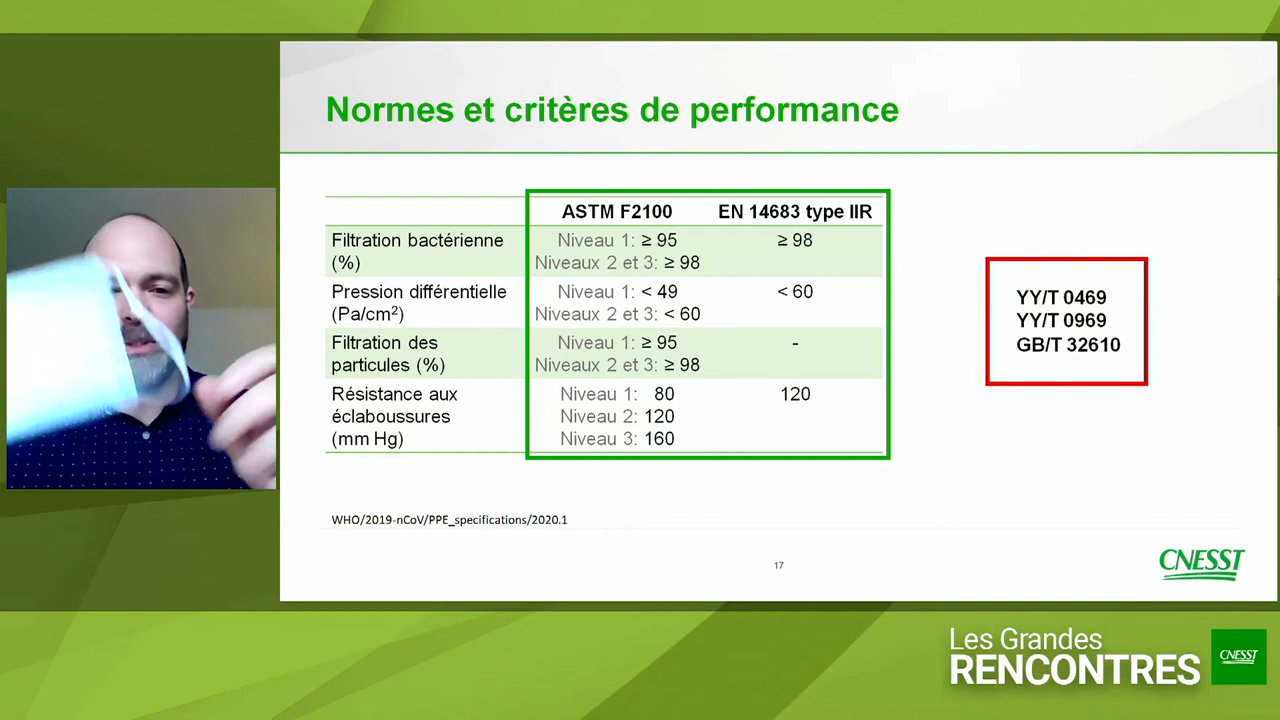 Normes et critères de performance
ASTM F2100 EN 14683 type IIR
Filtration bactérienne Niveau 1: ≥ 95 ≥ 98
(%) Niveaux 2 et 3: ≥ 98
Pression différentielle Niveau 1: < 49 < 60
(Pa/cm²) Niveaux 2 et 3: < 60
Filtration des Niveau 1: ≥ 95 -
particules (%) Niveaux 2 et 3: ≥ 98
Résistance aux Niveau 1: 80 120
éclaboussures Niveau 2: 120
(mm Hg) Niveau 3: 160
YY/T 0469
YY/T 0969
GB/T 32610
WHO/2019-nCoV/PPE_specifications/2020.1
17
CNESST
Les Grandes
RENCONTRES
CNESST